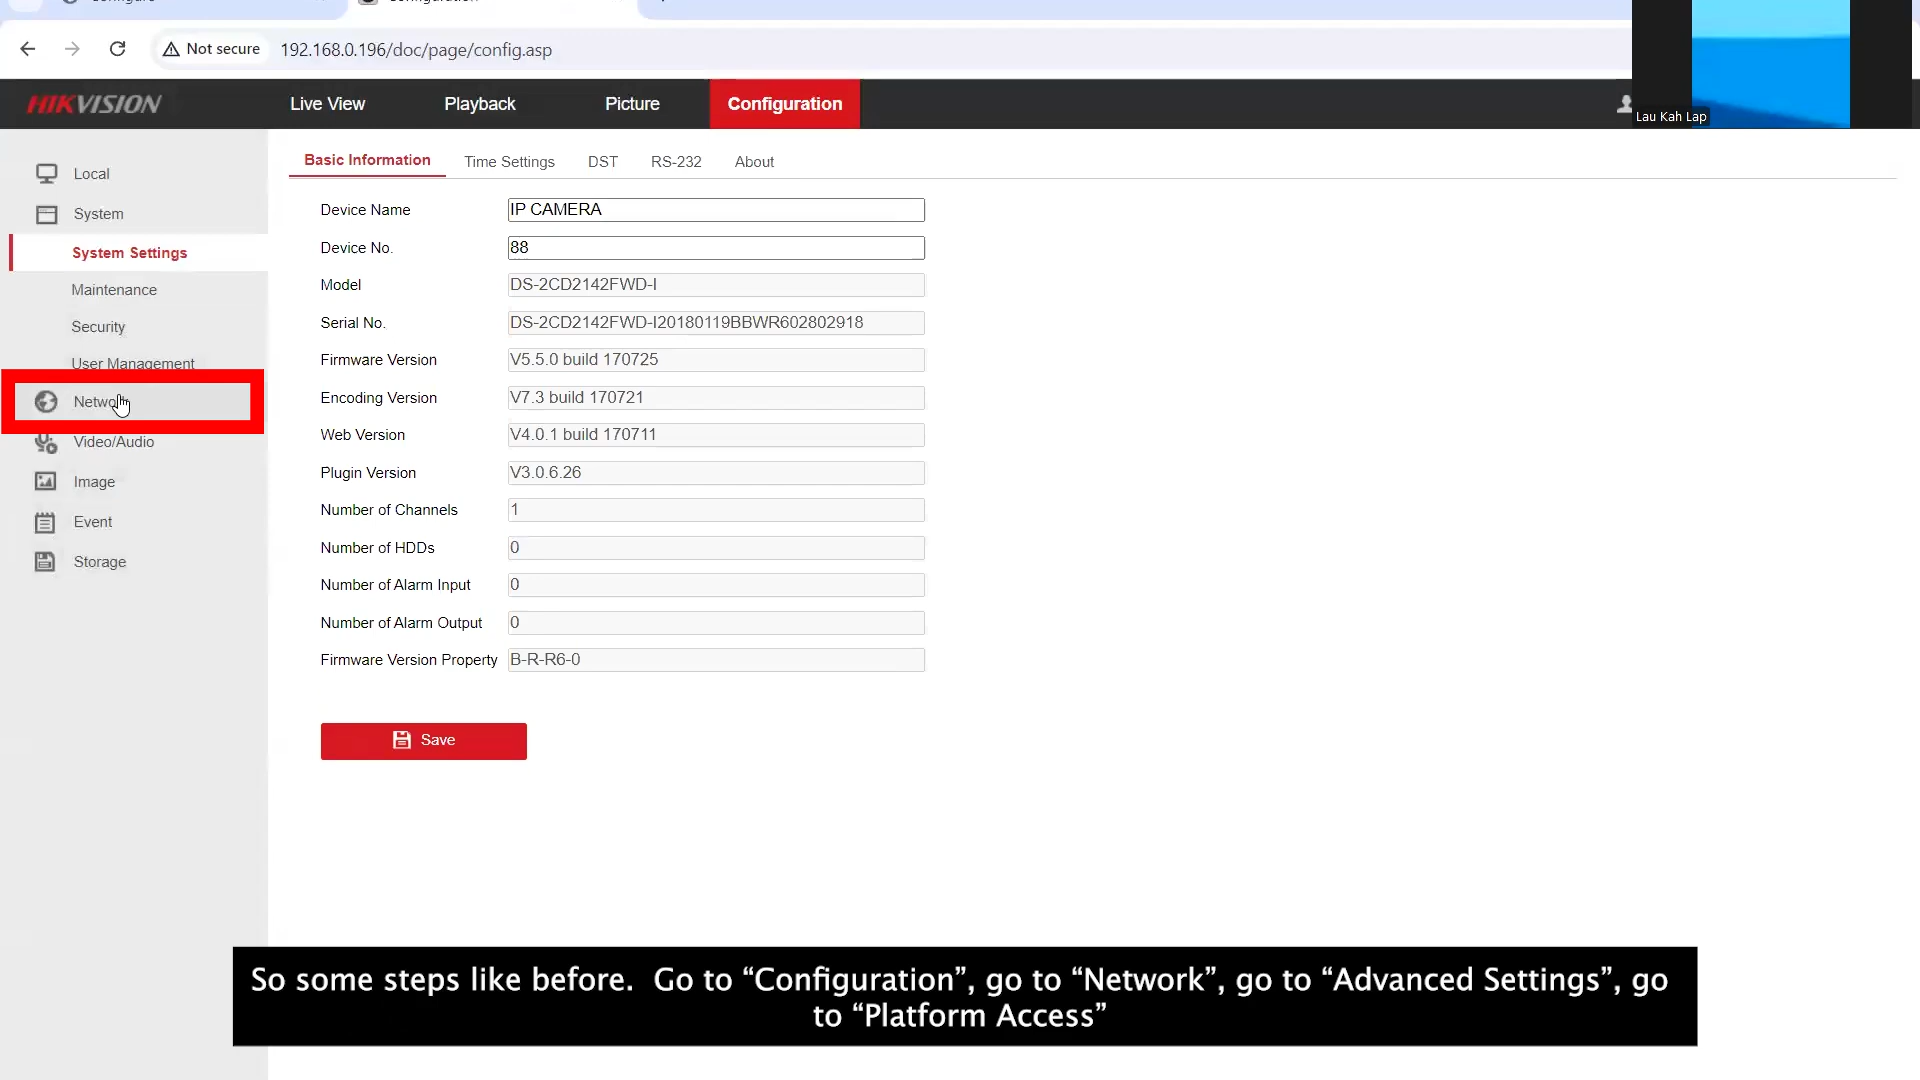 Not secure 192.168.0.196/doc/page/config.asp
HIKVISION Live View Playback Picture Configuration
Lau Kah Lap
Local
System
System Settings
Maintenance
Security
User Management
Network
Video/Audio
Image
Event
Storage
Basic Information Time Settings DST RS-232 About
Device Name IP CAMERA
Device No. 88
Model DS-2CD2142FWD-I
Serial No. DS-2CD2142FWD-I20180119BBWR602802918
Firmware Version V5.5.0 build 170725
Encoding Version V7.3 build 170721
Web Version V4.0.1 build 170711
Plugin Version V3.0.6.26
Number of Channels 1
Number of HDDs 0
Number of Alarm Input 0
Number of Alarm Output 0
Firmware Version Property B-R-R6-0
Save
So some steps like before. Go to “Configuration”, go to “Network”, go to “Advanced Settings”, go
to “Platform Access”